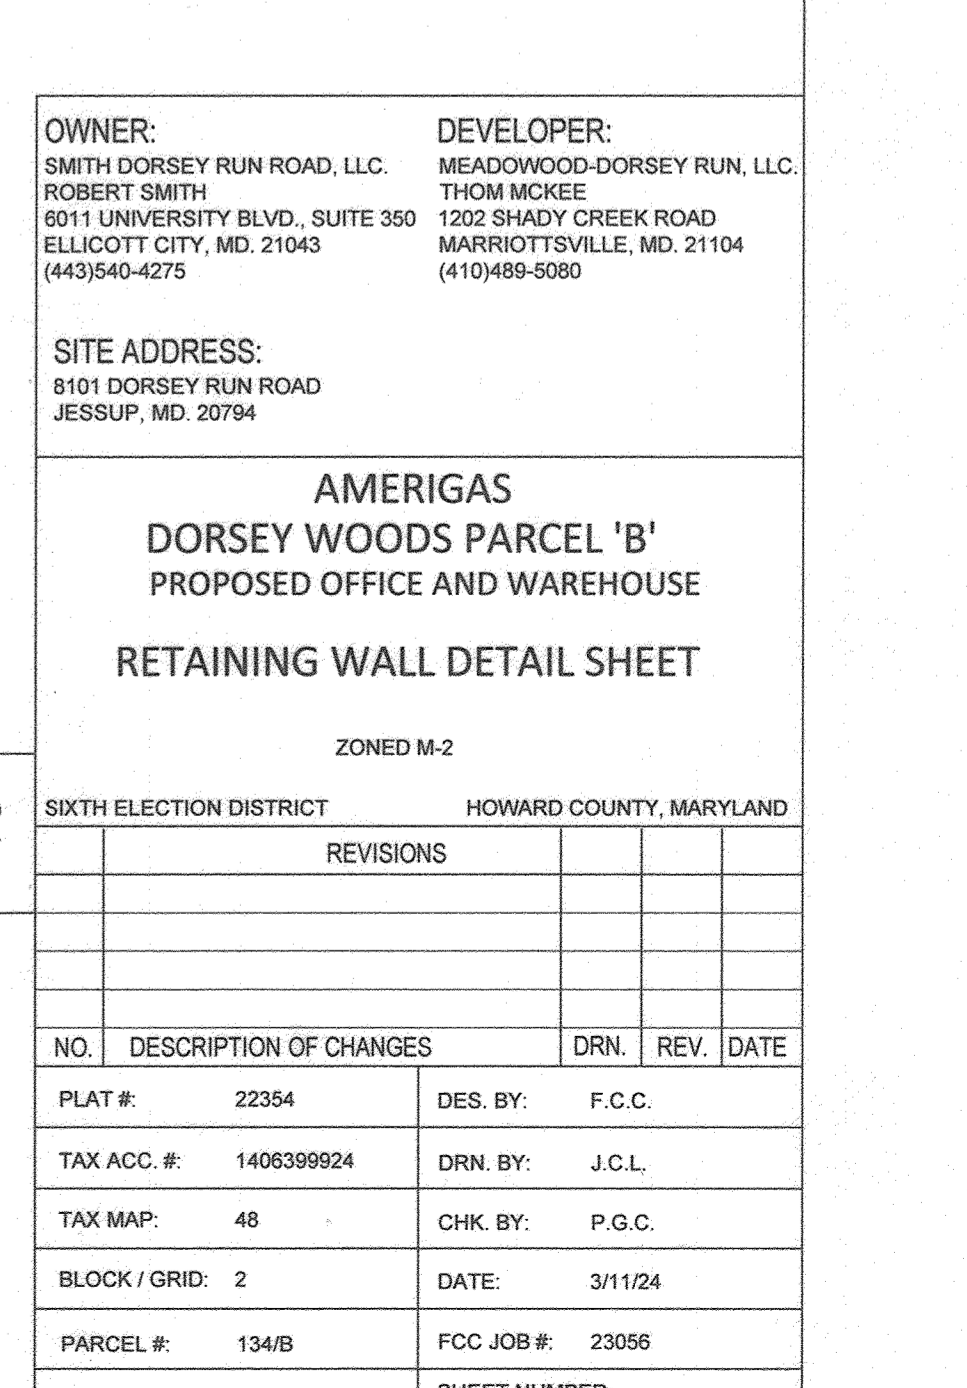 OWNER:
SMITH DORSEY RUN ROAD, LLC.
ROBERT SMITH
6011 UNIVERSITY BLVD., SUITE 350
ELLICOTT CITY, MD. 21043
(443)540-4275
DEVELOPER:
MEADOWOOD-DORSEY RUN, LLC.
THOM MCKEE
1202 SHADY CREEK ROAD
MARRIOTTSVILLE, MD. 21104
(410)489-5080
SITE ADDRESS:
8101 DORSEY RUN ROAD
JESSUP, MD. 20794
AMERIGAS
DORSEY WOODS PARCEL 'B'
PROPOSED OFFICE AND WAREHOUSE
RETAINING WALL DETAIL SHEET
ZONED M-2
SIXTH ELECTION DISTRICT HOWARD COUNTY, MARYLAND
REVISIONS
NO. DESCRIPTION OF CHANGES DRN. REV. DATE
PLAT #: 22354 DES. BY: F.C.C.
TAX ACC. #: 1406399924 DRN. BY: J.C.L.
TAX MAP: 48 CHK. BY: P.G.C.
BLOCK / GRID: 2 DATE: 3/11/24
PARCEL #: 134/B FCC JOB #: 23056